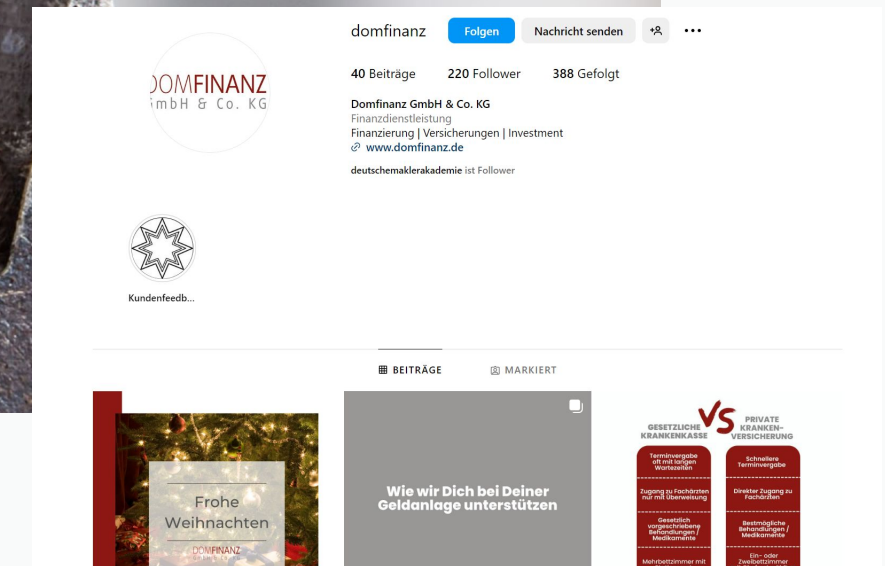 domfinanz Folgen Nachricht senden
40 Beiträge 220 Follower 388 Gefolgt
DOMFINANZ
GmbH & Co. KG
Domfinanz GmbH & Co. KG
Finanzdienstleistung
Finanzierung | Versicherungen | Investment
www.domfinanz.de
deutschemaklerakademie ist Follower
Kundenfeedb...
BEITRÄGE MARKIERT
Frohe
Weihnachten
DOMFINANZ
Wie wir Dich bei Deiner
Geldanlage unterstützen
GESETZLICHE
KRANKENKASSE
VS
PRIVATE
KRANKEN-
VERSICHERUNG
Terminvergabe
oft mit langen
Wartezeiten
Schnellere
Terminvergabe
Zugang zu Fachärzten
nur mit Überweisung
Direkter Zugang zu
Fachärzten
Gesetzlich
vorgeschriebene
Behandlungen /
Medikamente
Bestmögliche
Behandlungen /
Medikamente
Mehrbettzimmer mit
Ein- oder
Zweibettzimmer